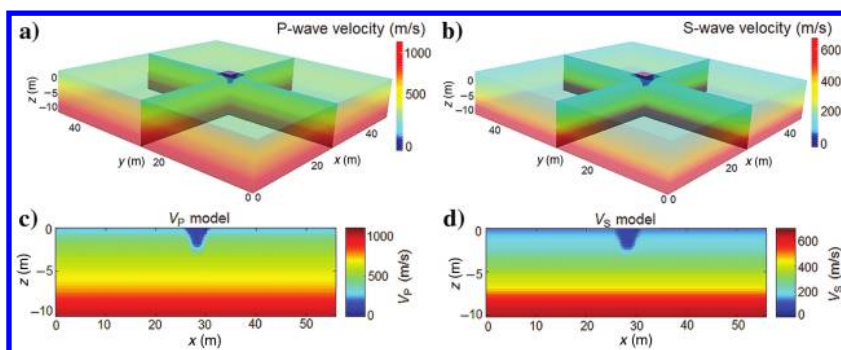 a)
P-wave velocity (m/s)
1000
500
0
z (m)
0
−5
−10
40
y (m)
20
0 0
20
x (m)
40
b)
S-wave velocity (m/s)
600
400
200
0
z (m)
0
−5
−10
40
y (m)
20
0 0
20
x (m)
40
c)
VP model
z (m)
0
−5
−10
0 10 20 30 40 50
x (m)
1000
500
0
VP (m/s)
d)
VS model
z (m)
0
−5
−10
0 10 20 30 40 50
x (m)
600
400
200
0
VS (m/s)